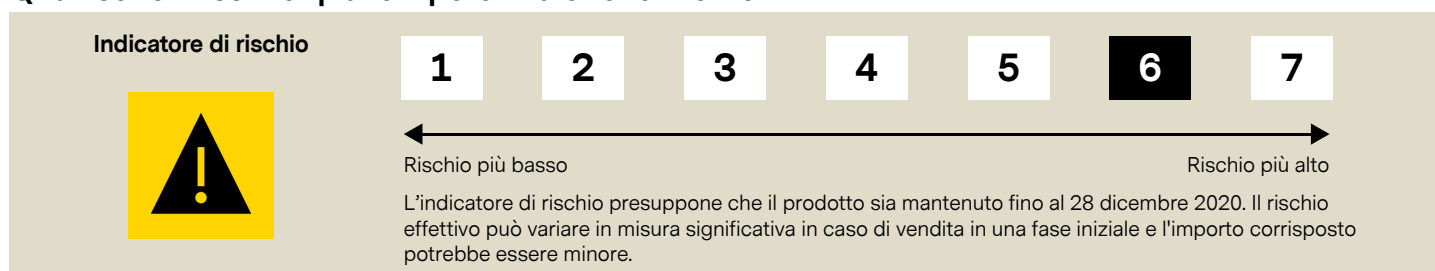 Indicatore di rischio
1 2 3 4 5 6 7
Rischio più basso
Rischio più alto
L'indicatore di rischio presuppone che il prodotto sia mantenuto fino al 28 dicembre 2020. Il rischio
effettivo può variare in misura significativa in caso di vendita in una fase iniziale e l'importo corrisposto
potrebbe essere minore.